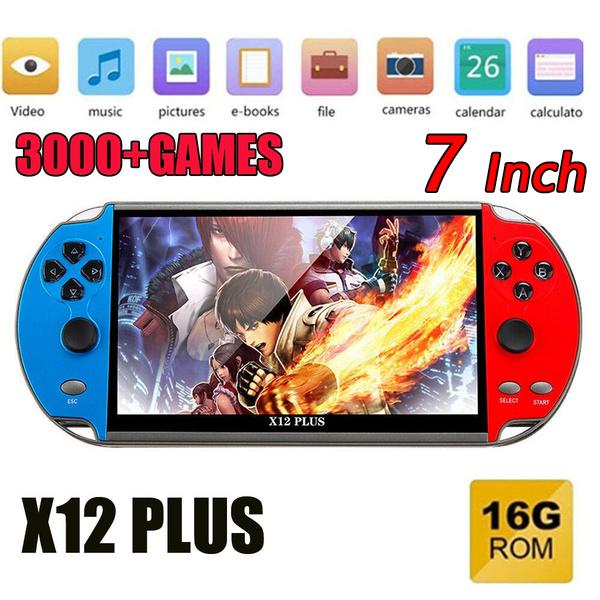 Video music pictures e-books file cameras calendar calculato
26
3000+GAMES
7 Inch
X
Y
B
A
ESC
SELECT START
X12 PLUS
X12 PLUS
16G
ROM